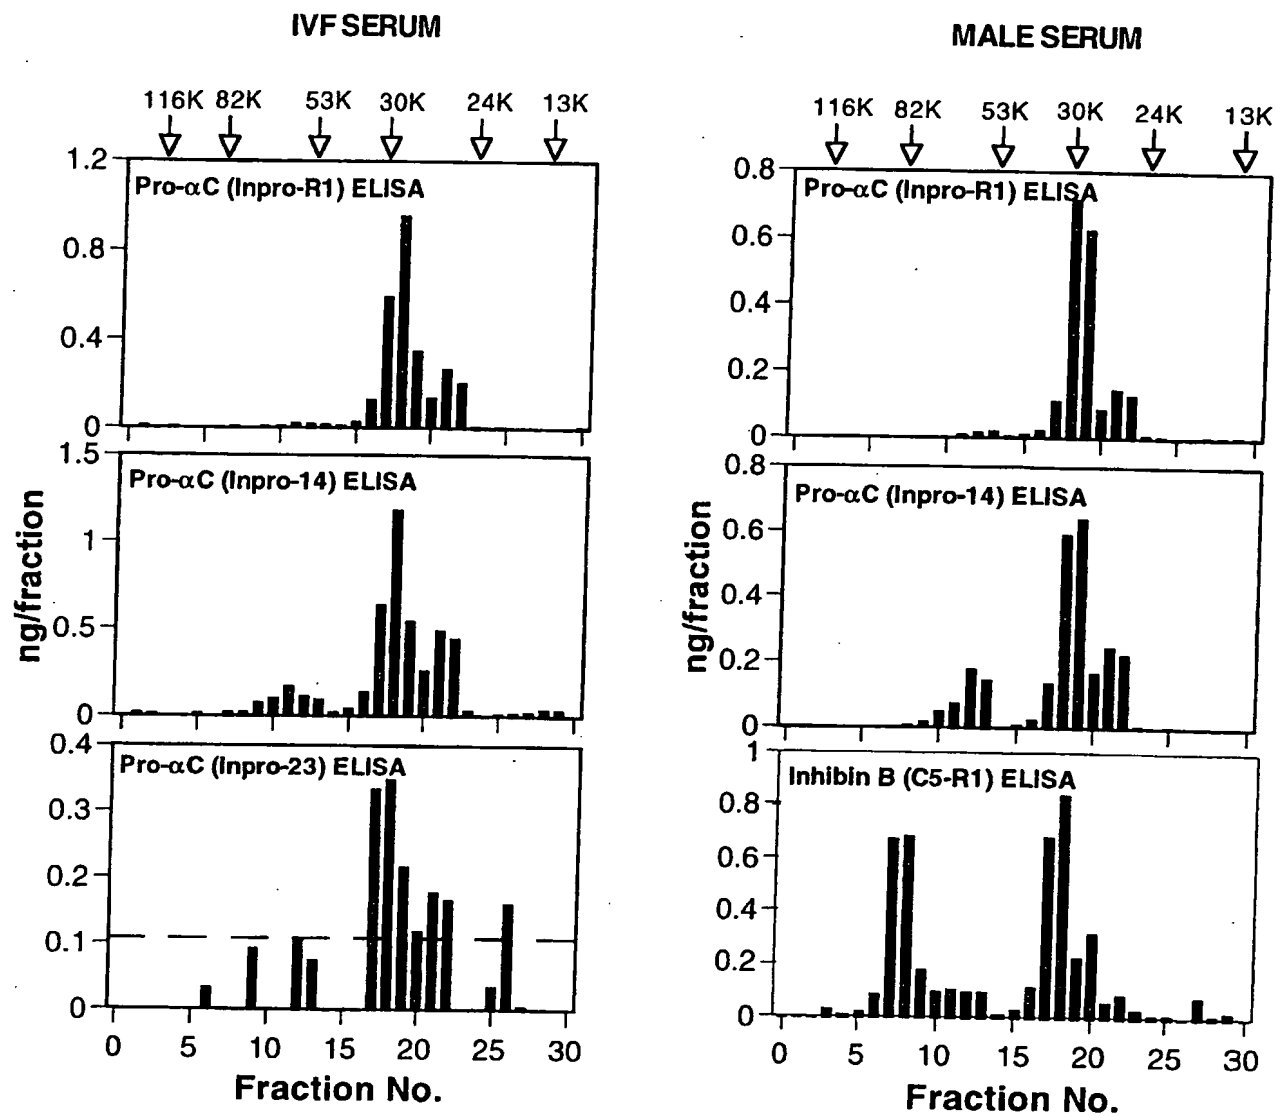 IVF SERUM
116K 82K 53K 30K 24K 13K
1.2
Pro-αC (Inpro-R1) ELISA
0.8
0.4
0
1.5
Pro-αC (Inpro-14) ELISA
1
0.5
0
ng/fraction
0.4
Pro-αC (Inpro-23) ELISA
0.3
0.2
0.1
0
0 5 10 15 20 25 30
Fraction No.
MALE SERUM
116K 82K 53K 30K 24K 13K
0.8
Pro-αC (Inpro-R1) ELISA
0.6
0.4
0.2
0
0.8
Pro-αC (Inpro-14) ELISA
0.6
0.4
0.2
0
ng/fraction
1
Inhibin B (C5-R1) ELISA
0.8
0.6
0.4
0.2
0
0 5 10 15 20 25 30
Fraction No.